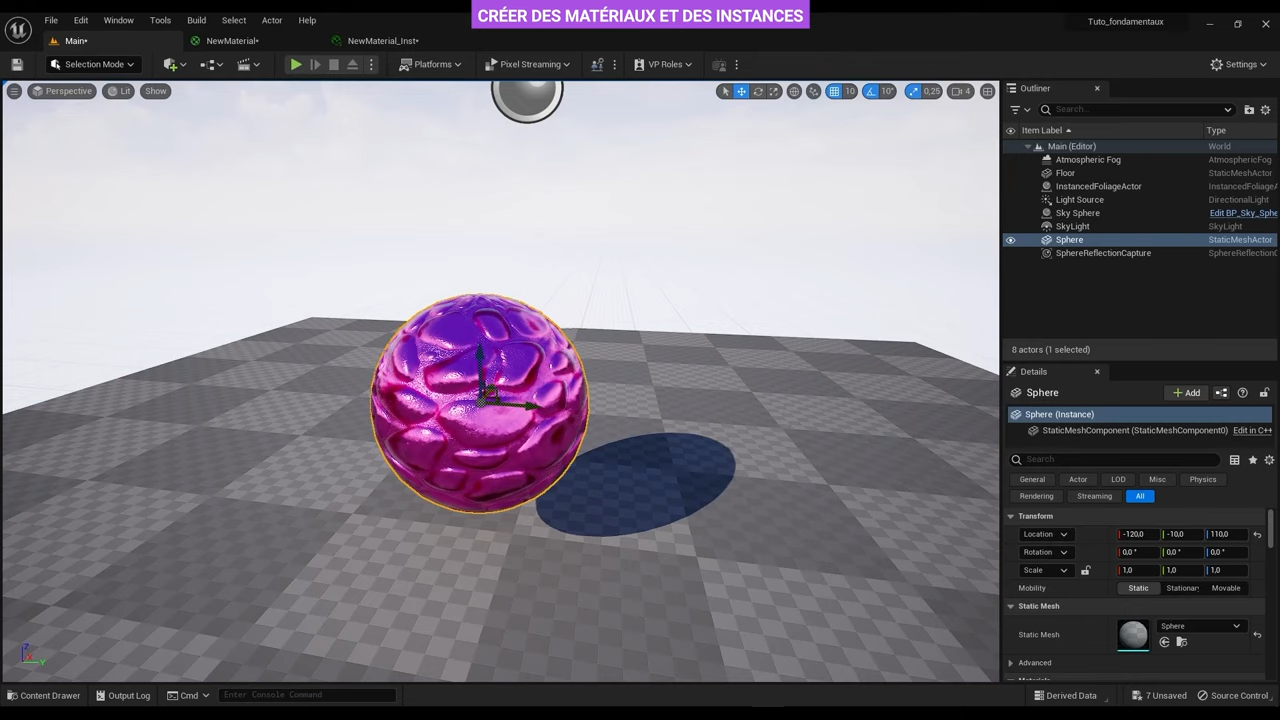 CRÉER DES MATÉRIAUX ET DES INSTANCES
File Edit Window Tools Build Select Actor Help
Tuto_fondamentaux
Main* NewMaterial* NewMaterial_Inst*
Selection Mode Platforms Pixel Streaming VP Roles Settings
Perspective Lit Show 10 10° 0,25 4
Outliner
Search...
Item Label Type
Main (Editor) World
Atmospheric Fog AtmosphericFog
Floor StaticMeshActor
InstancedFoliageActor InstancedFoliageA
Light Source DirectionalLight
Sky Sphere Edit BP_Sky_Sphe
SkyLight SkyLight
Sphere StaticMeshActor
SphereReflectionCapture SphereReflectionC
8 actors (1 selected)
Details
Sphere Add
Sphere (Instance)
StaticMeshComponent (StaticMeshComponent0) Edit in C++
Search
General Actor LOD Misc Physics
Rendering Streaming All
Transform
Location -120,0 -10,0 110,0
Rotation 0,0 ° 0,0 ° 0,0 °
Scale 1,0 1,0 1,0
Mobility Static Stationary Movable
Static Mesh
Static Mesh Sphere
Advanced
Z X Y
Content Drawer Output Log Cmd Enter Console Command Derived Data 7 Unsaved Source Control